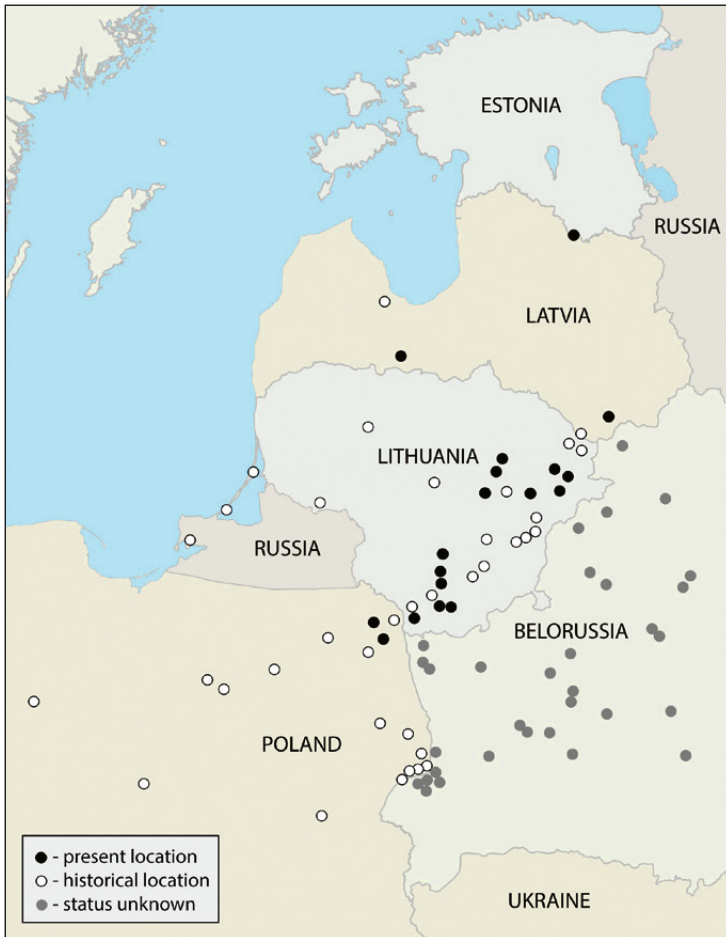 ESTONIA
RUSSIA
LATVIA
LITHUANIA
RUSSIA
BELORUSSIA
POLAND
UKRAINE
- present location
- historical location
- status unknown